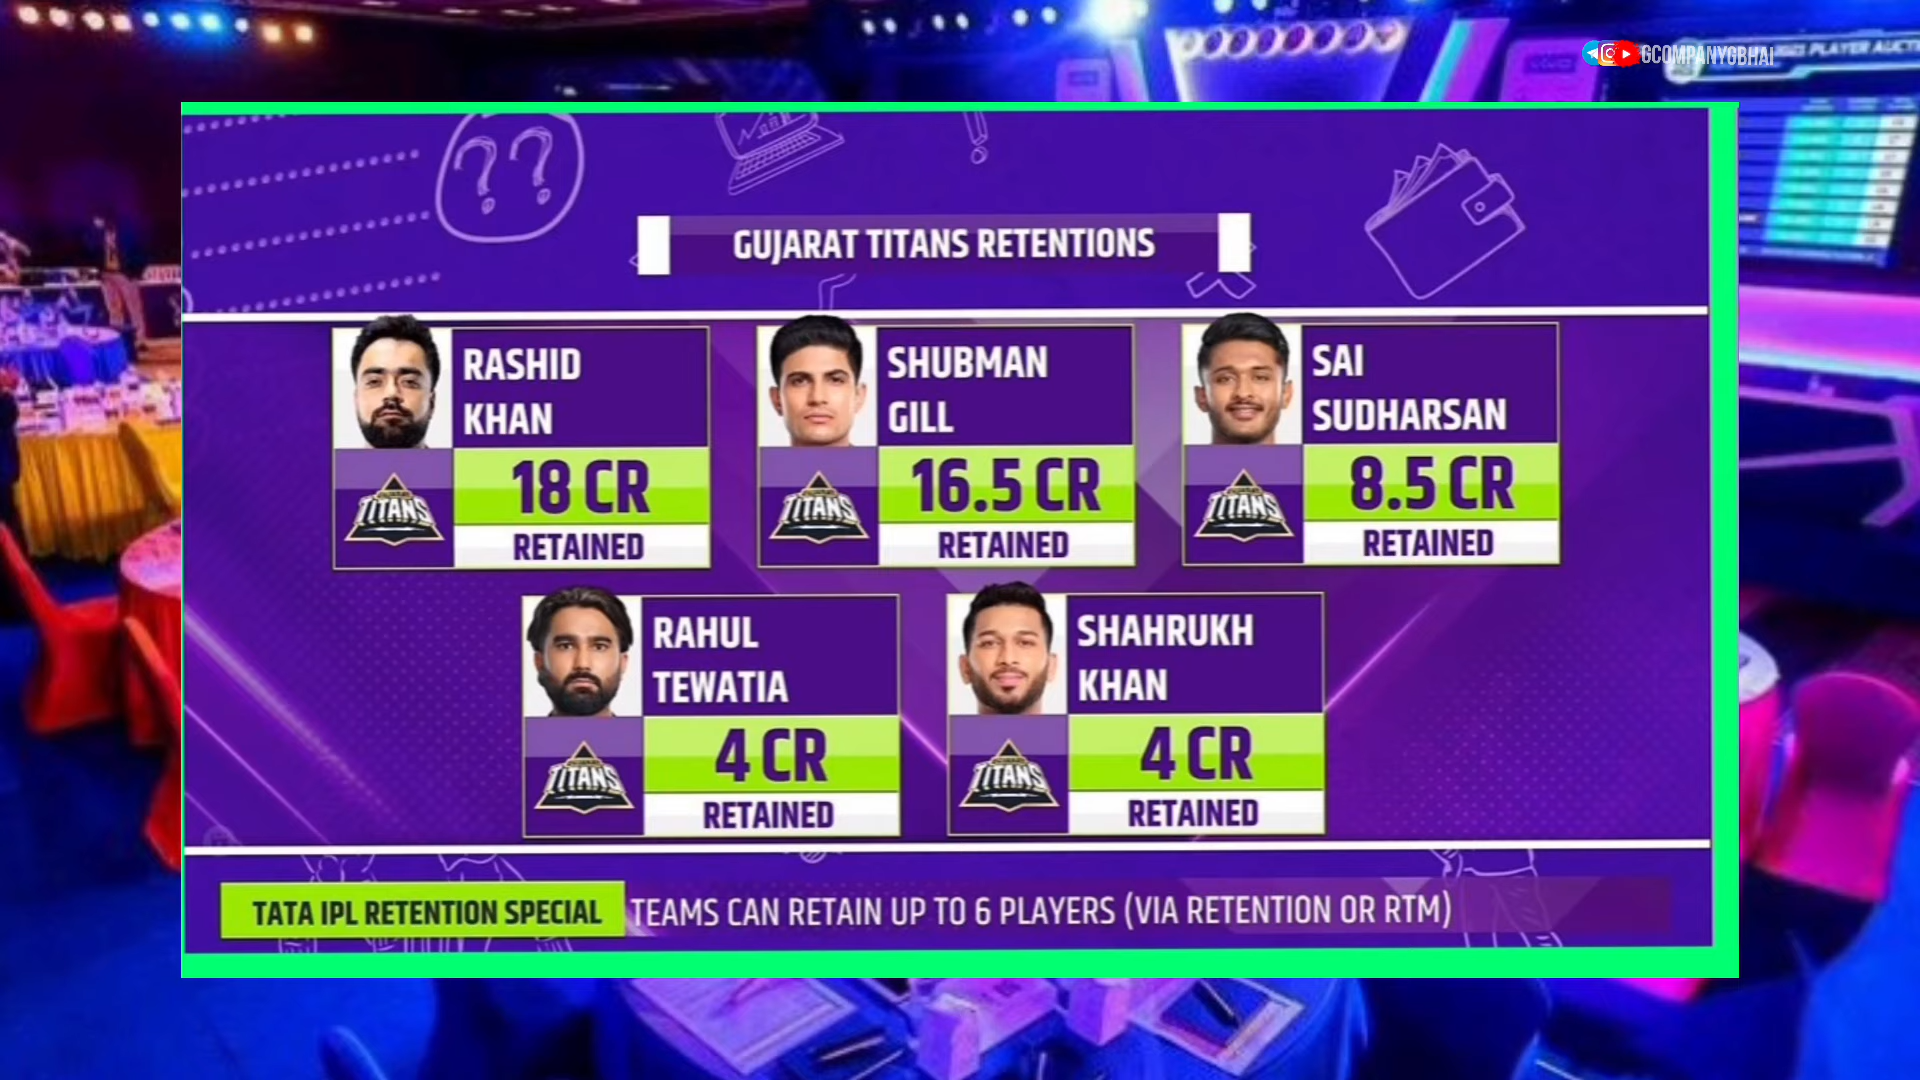 GCOMPANYGBHAI
PLAYER AUCTI
??
GUJARAT TITANS RETENTIONS
RASHID
KHAN
TITANS
18 CR
RETAINED
SHUBMAN
GILL
TITANS
16.5 CR
RETAINED
SAI
SUDHARSAN
TITANS
8.5 CR
RETAINED
RAHUL
TEWATIA
TITANS
4 CR
RETAINED
SHAHRUKH
KHAN
TITANS
4 CR
RETAINED
TATA IPL RETENTION SPECIAL TEAMS CAN RETAIN UP TO 6 PLAYERS (VIA RETENTION OR RTM)